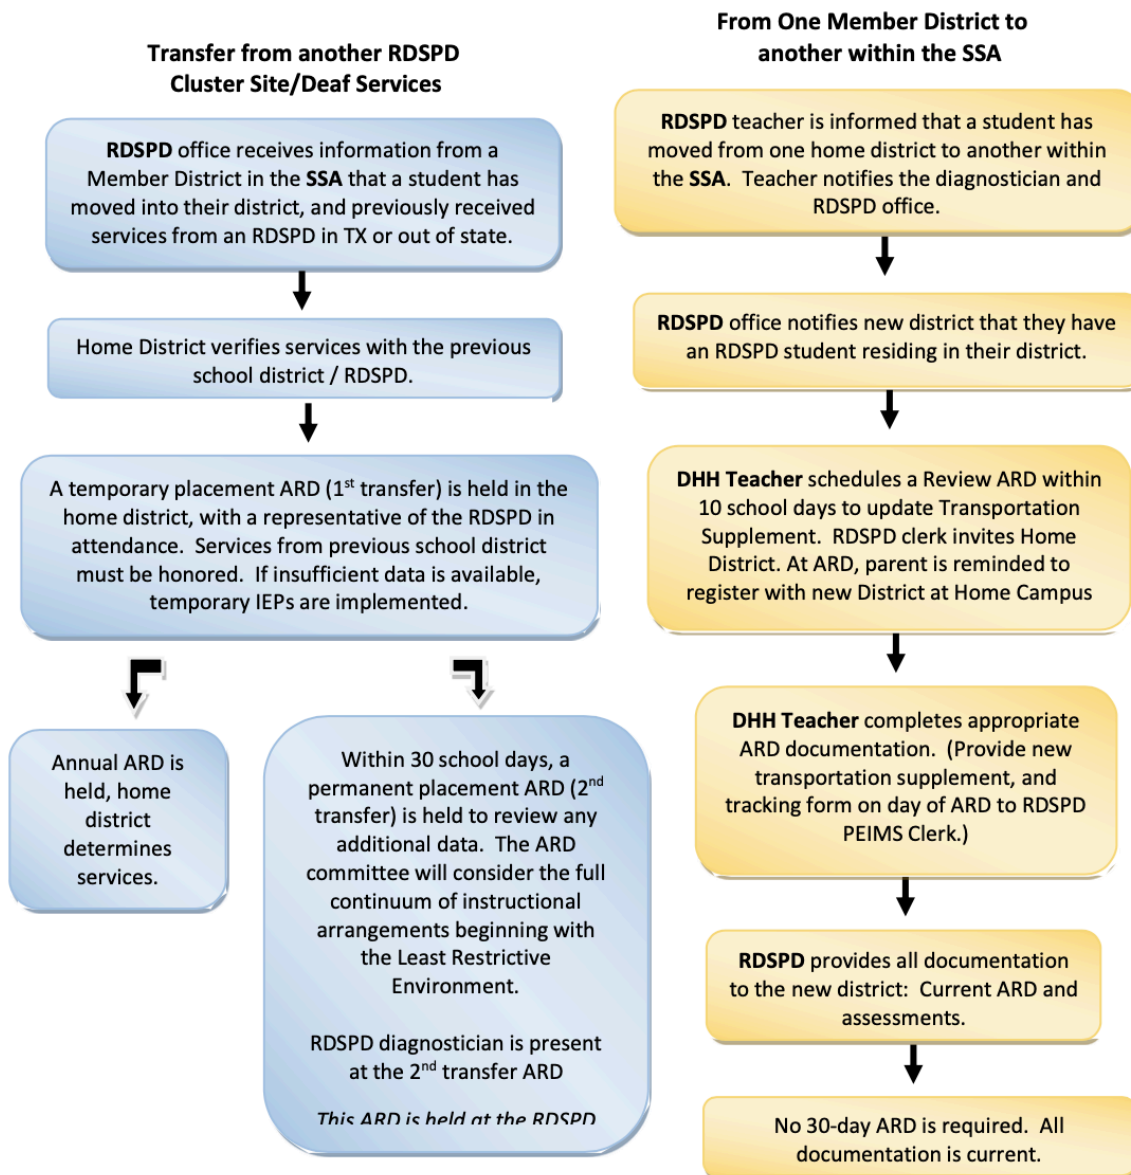 Transfer from another RDSPD
Cluster Site/Deaf Services
RDSPD office receives information from a
Member District in the SSA that a student has
moved into their district, and previously received
services from an RDSPD in TX or out of state.
Home District verifies services with the previous
school district / RDSPD.
A temporary placement ARD (1st transfer) is held in the
home district, with a representative of the RDSPD in
attendance.  Services from previous school district
must be honored.  If insufficient data is available,
temporary IEPs are implemented.
Annual ARD is
held, home
district
determines
services.
Within 30 school days, a
permanent placement ARD (2nd
transfer) is held to review any
additional data.  The ARD
committee will consider the full
continuum of instructional
arrangements beginning with
the Least Restrictive
Environment.
RDSPD diagnostician is present
at the 2nd transfer ARD
This ARD is held at the RDSPD
From One Member District to
another within the SSA
RDSPD teacher is informed that a student has
moved from one home district to another within
the SSA.  Teacher notifies the diagnostician and
RDSPD office.
RDSPD office notifies new district that they have
an RDSPD student residing in their district.
DHH Teacher schedules a Review ARD within
10 school days to update Transportation
Supplement.  RDSPD clerk invites Home
District. At ARD, parent is reminded to
register with new District at Home Campus
DHH Teacher completes appropriate
ARD documentation.  (Provide new
transportation supplement, and
tracking form on day of ARD to RDSPD
PEIMS Clerk.)
RDSPD provides all documentation
to the new district:  Current ARD and
assessments.
No 30-day ARD is required.  All
documentation is current.